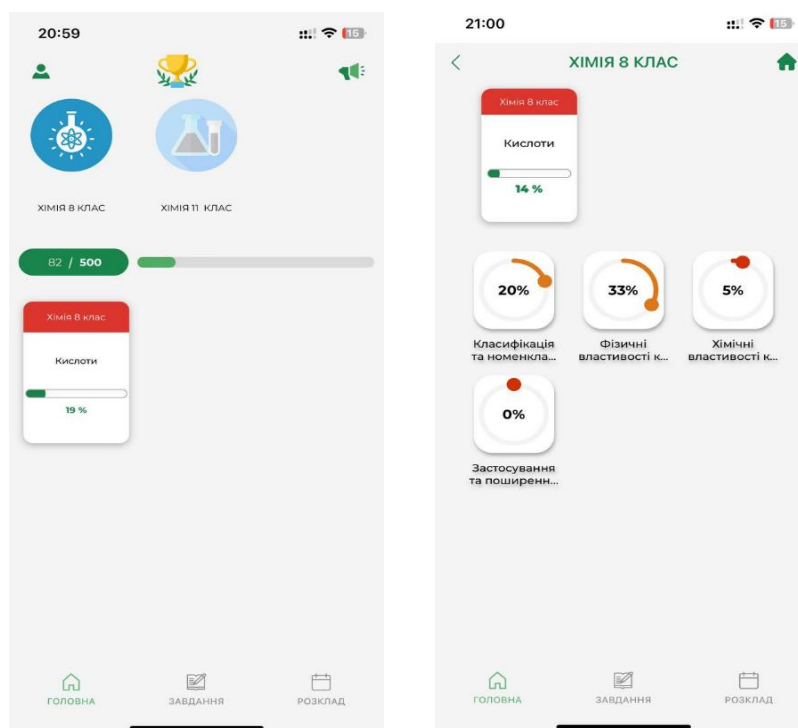 20:59
15
ХІМІЯ 8 КЛАС
ХІМІЯ 11 КЛАС
82 / 500
Хімія 8 клас
Кислоти
19 %
ГОЛОВНА
ЗАВДАННЯ
РОЗКЛАД
21:00
15
ХІМІЯ 8 КЛАС
Хімія 8 клас
Кислоти
14 %
20%
33%
5%
Класифікація
та номенкла...
Фізичні
властивості к...
Хімічні
властивості к...
0%
Застосування
та поширенн...
ГОЛОВНА
ЗАВДАННЯ
РОЗКЛАД